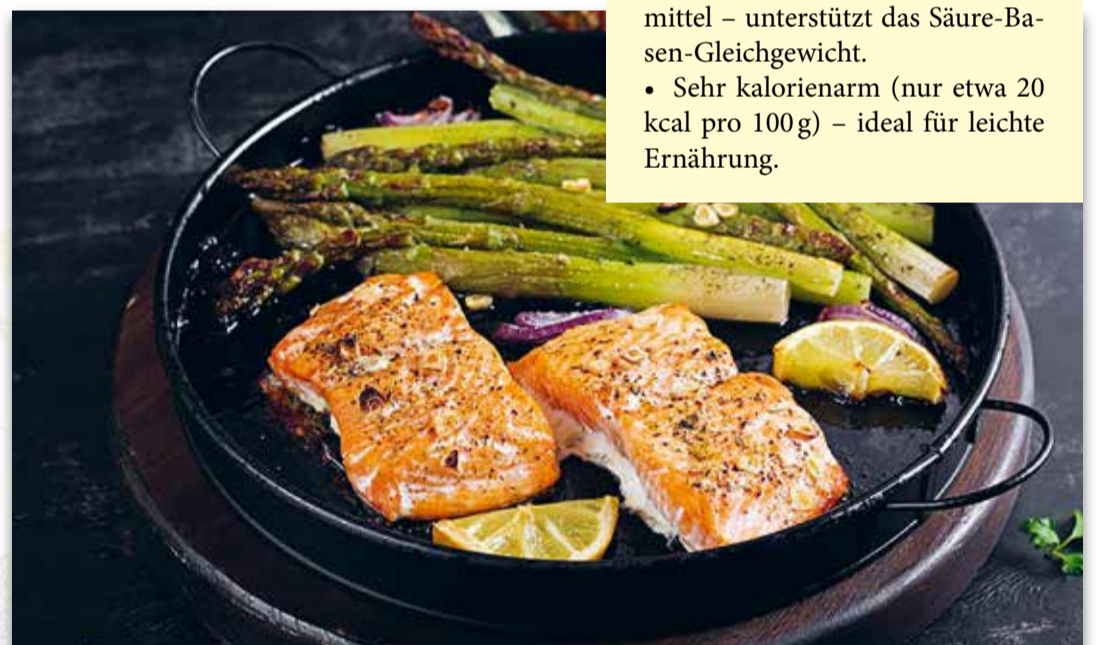 mittel – unterstützt das Säure-Ba-
sen-Gleichgewicht.
• Sehr kalorienarm (nur etwa 20
kcal pro 100 g) – ideal für leichte
Ernährung.